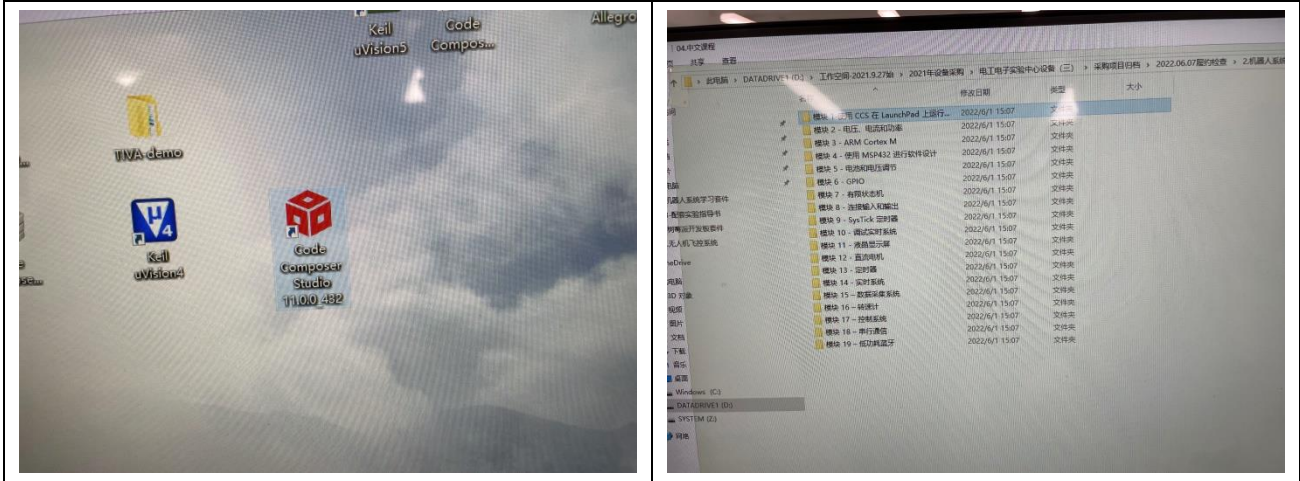 Keil
uVision5
Code
Compos...
Allegro
TIVA-demo
Keil
uVision4
Code
Composer
Studio
11.0.0_432
04.中文课程
共享 查看
此电脑 > DATADRIVE1 (D:) > 工作空间-2021.9.27始 > 2021年设备采购 > 电工电子实验中心设备（三） > 采购项目归档 > 2022.06.07履约检查 > 2.机器人系统
修改日期 类型 大小
CCS 在 LaunchPad 上运行... 2022/6/1 15:07 文件夹
模块 2 - 电压、电流和功率 2022/6/1 15:07 文件夹
模块 3 - ARM Cortex M 2022/6/1 15:07 文件夹
模块 4 - 使用 MSP432 进行软件设计 2022/6/1 15:07 文件夹
模块 5 - 电池和电压调节 2022/6/1 15:07 文件夹
模块 6 - GPIO 2022/6/1 15:07 文件夹
模块 7 - 有限状态机 2022/6/1 15:07 文件夹
模块 8 - 连接输入和输出 2022/6/1 15:07 文件夹
模块 9 - SysTick 定时器 2022/6/1 15:07 文件夹
模块 10 - 调试实时系统 2022/6/1 15:07 文件夹
模块 11 - 液晶显示屏 2022/6/1 15:07 文件夹
模块 12 - 直流电机 2022/6/1 15:07 文件夹
模块 13 - 定时器 2022/6/1 15:07 文件夹
模块 14 - 实时系统 2022/6/1 15:07 文件夹
模块 15 – 数据采集系统 2022/6/1 15:07 文件夹
模块 16 – 转速计 2022/6/1 15:07 文件夹
模块 17 – 控制系统 2022/6/1 15:07 文件夹
模块 18 – 串行通信 2022/6/1 15:07 文件夹
模块 19 – 低功耗蓝牙 2022/6/1 15:07 文件夹
机器人系统学习套件
配套实验指导书
开发板套件
无人机飞控系统
neDrive
电脑
3D 对象
视频
图片
文档
下载
音乐
桌面
Windows (C:)
DATADRIVE1 (D:)
SYSTEM (Z:)
网络